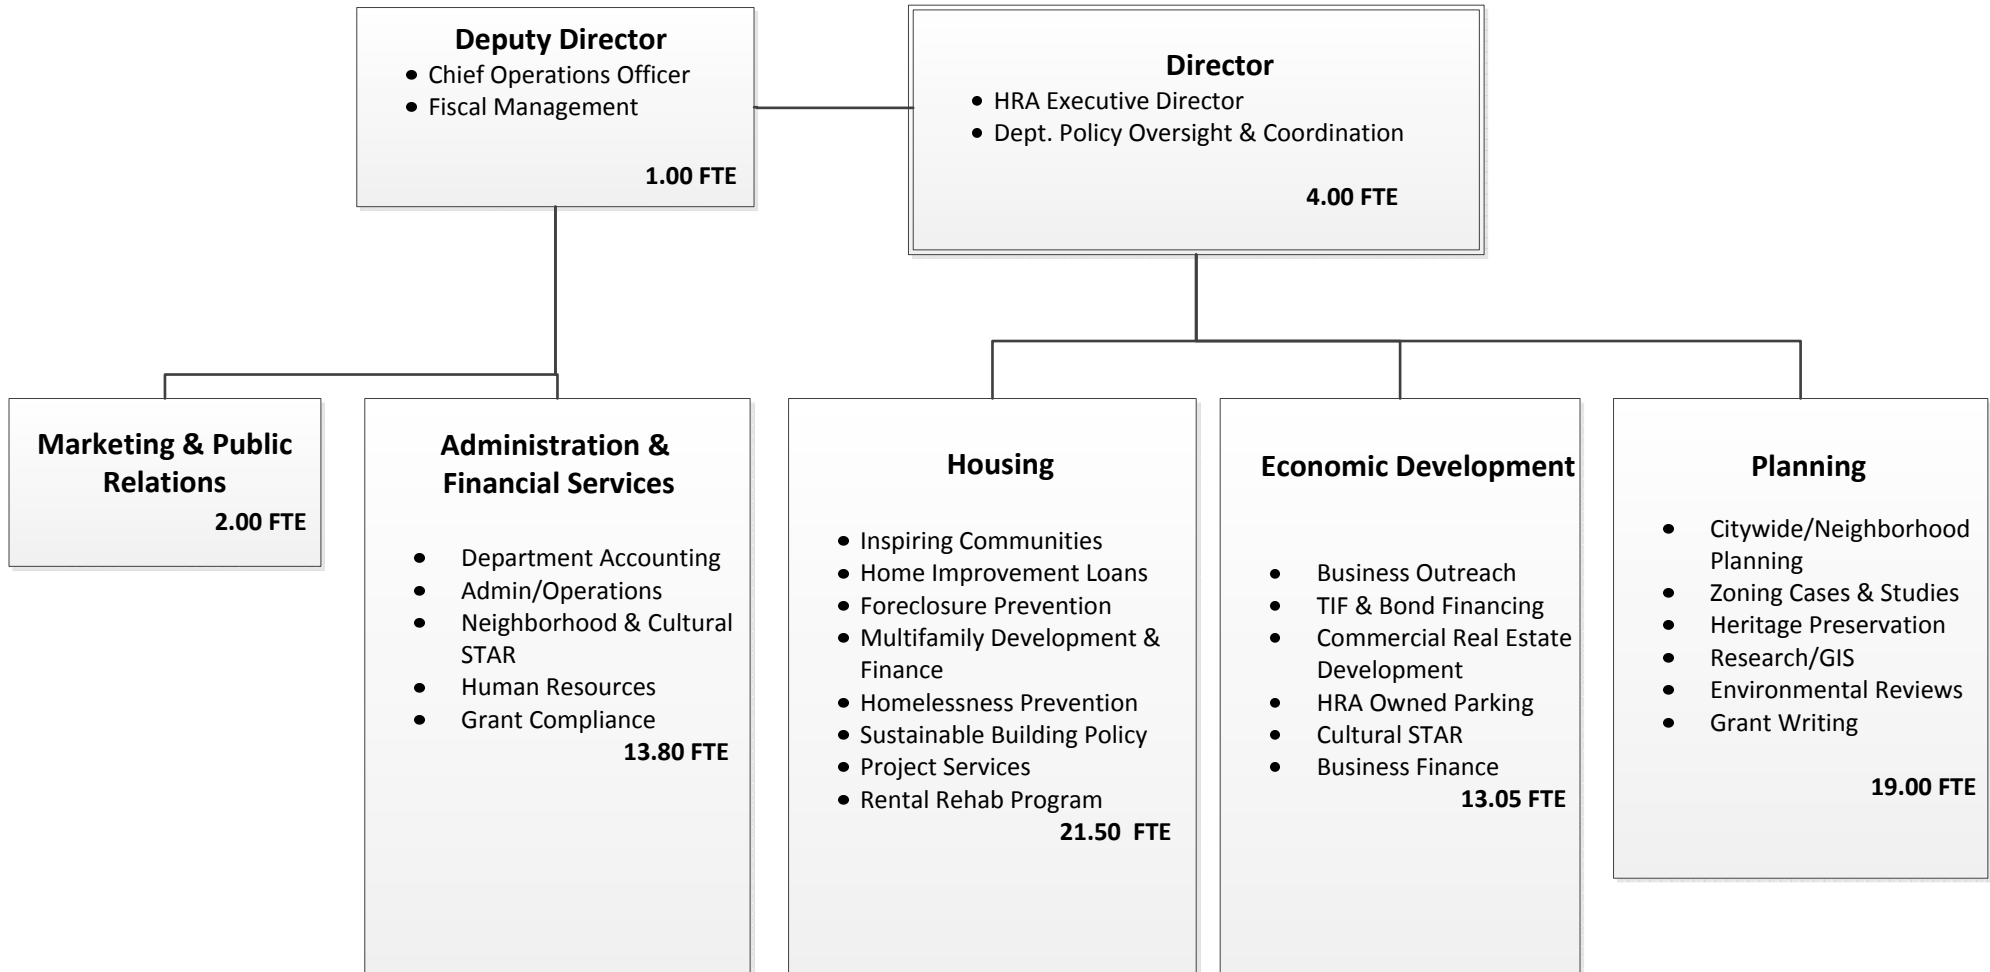 Deputy Director
• Chief Operations Officer
• Fiscal Management
1.00 FTE
Director
• HRA Executive Director
• Dept. Policy Oversight & Coordination
4.00 FTE
Marketing & Public
Relations
2.00 FTE
Administration &
Financial Services
• Department Accounting
• Admin/Operations
• Neighborhood & Cultural
STAR
• Human Resources
• Grant Compliance
13.80 FTE
Housing
• Inspiring Communities
• Home Improvement Loans
• Foreclosure Prevention
• Multifamily Development &
Finance
• Homelessness Prevention
• Sustainable Building Policy
• Project Services
• Rental Rehab Program
21.50 FTE
Economic Development
• Business Outreach
• TIF & Bond Financing
• Commercial Real Estate
Development
• HRA Owned Parking
• Cultural STAR
• Business Finance
13.05 FTE
Planning
• Citywide/Neighborhood
Planning
• Zoning Cases & Studies
• Heritage Preservation
• Research/GIS
• Environmental Reviews
• Grant Writing
19.00 FTE